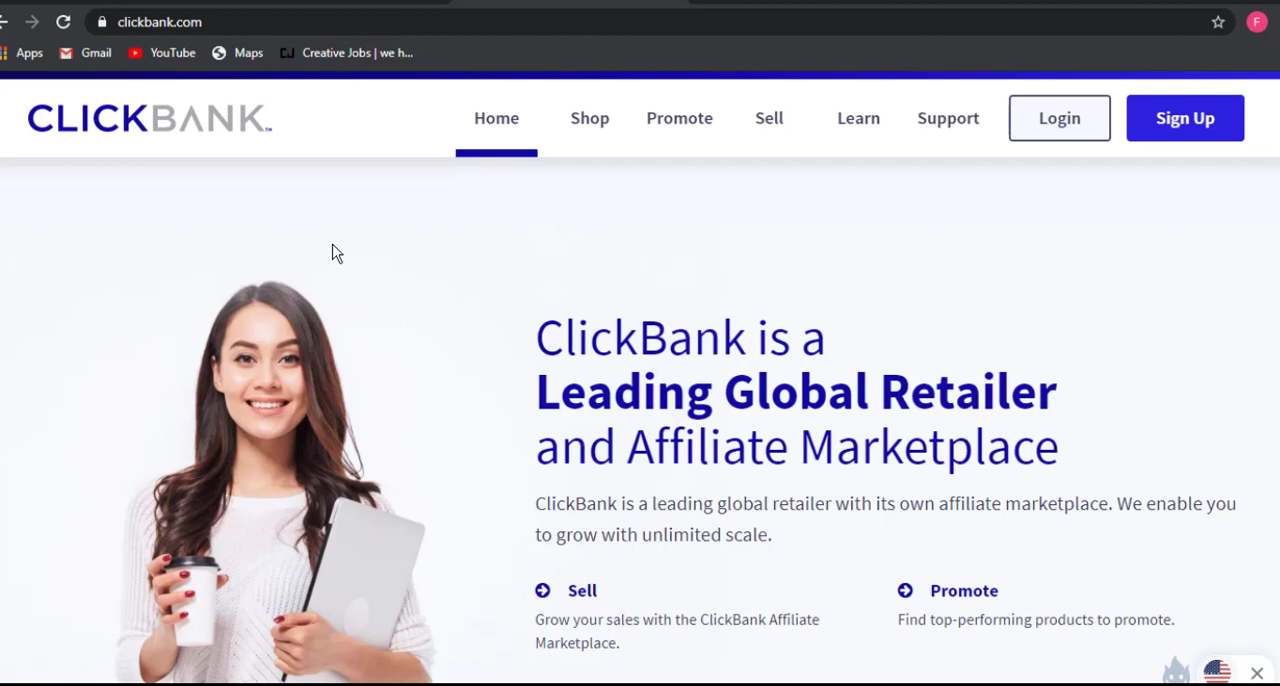 clickbank.com
F
Apps Gmail YouTube Maps CJ Creative Jobs | we h...
CLICKBANK™ Home Shop Promote Sell Learn Support Login Sign Up
ClickBank is a
Leading Global Retailer
and Affiliate Marketplace
ClickBank is a leading global retailer with its own affiliate marketplace. We enable you
to grow with unlimited scale.
Sell Promote
Grow your sales with the ClickBank Affiliate Find top-performing products to promote.
Marketplace.